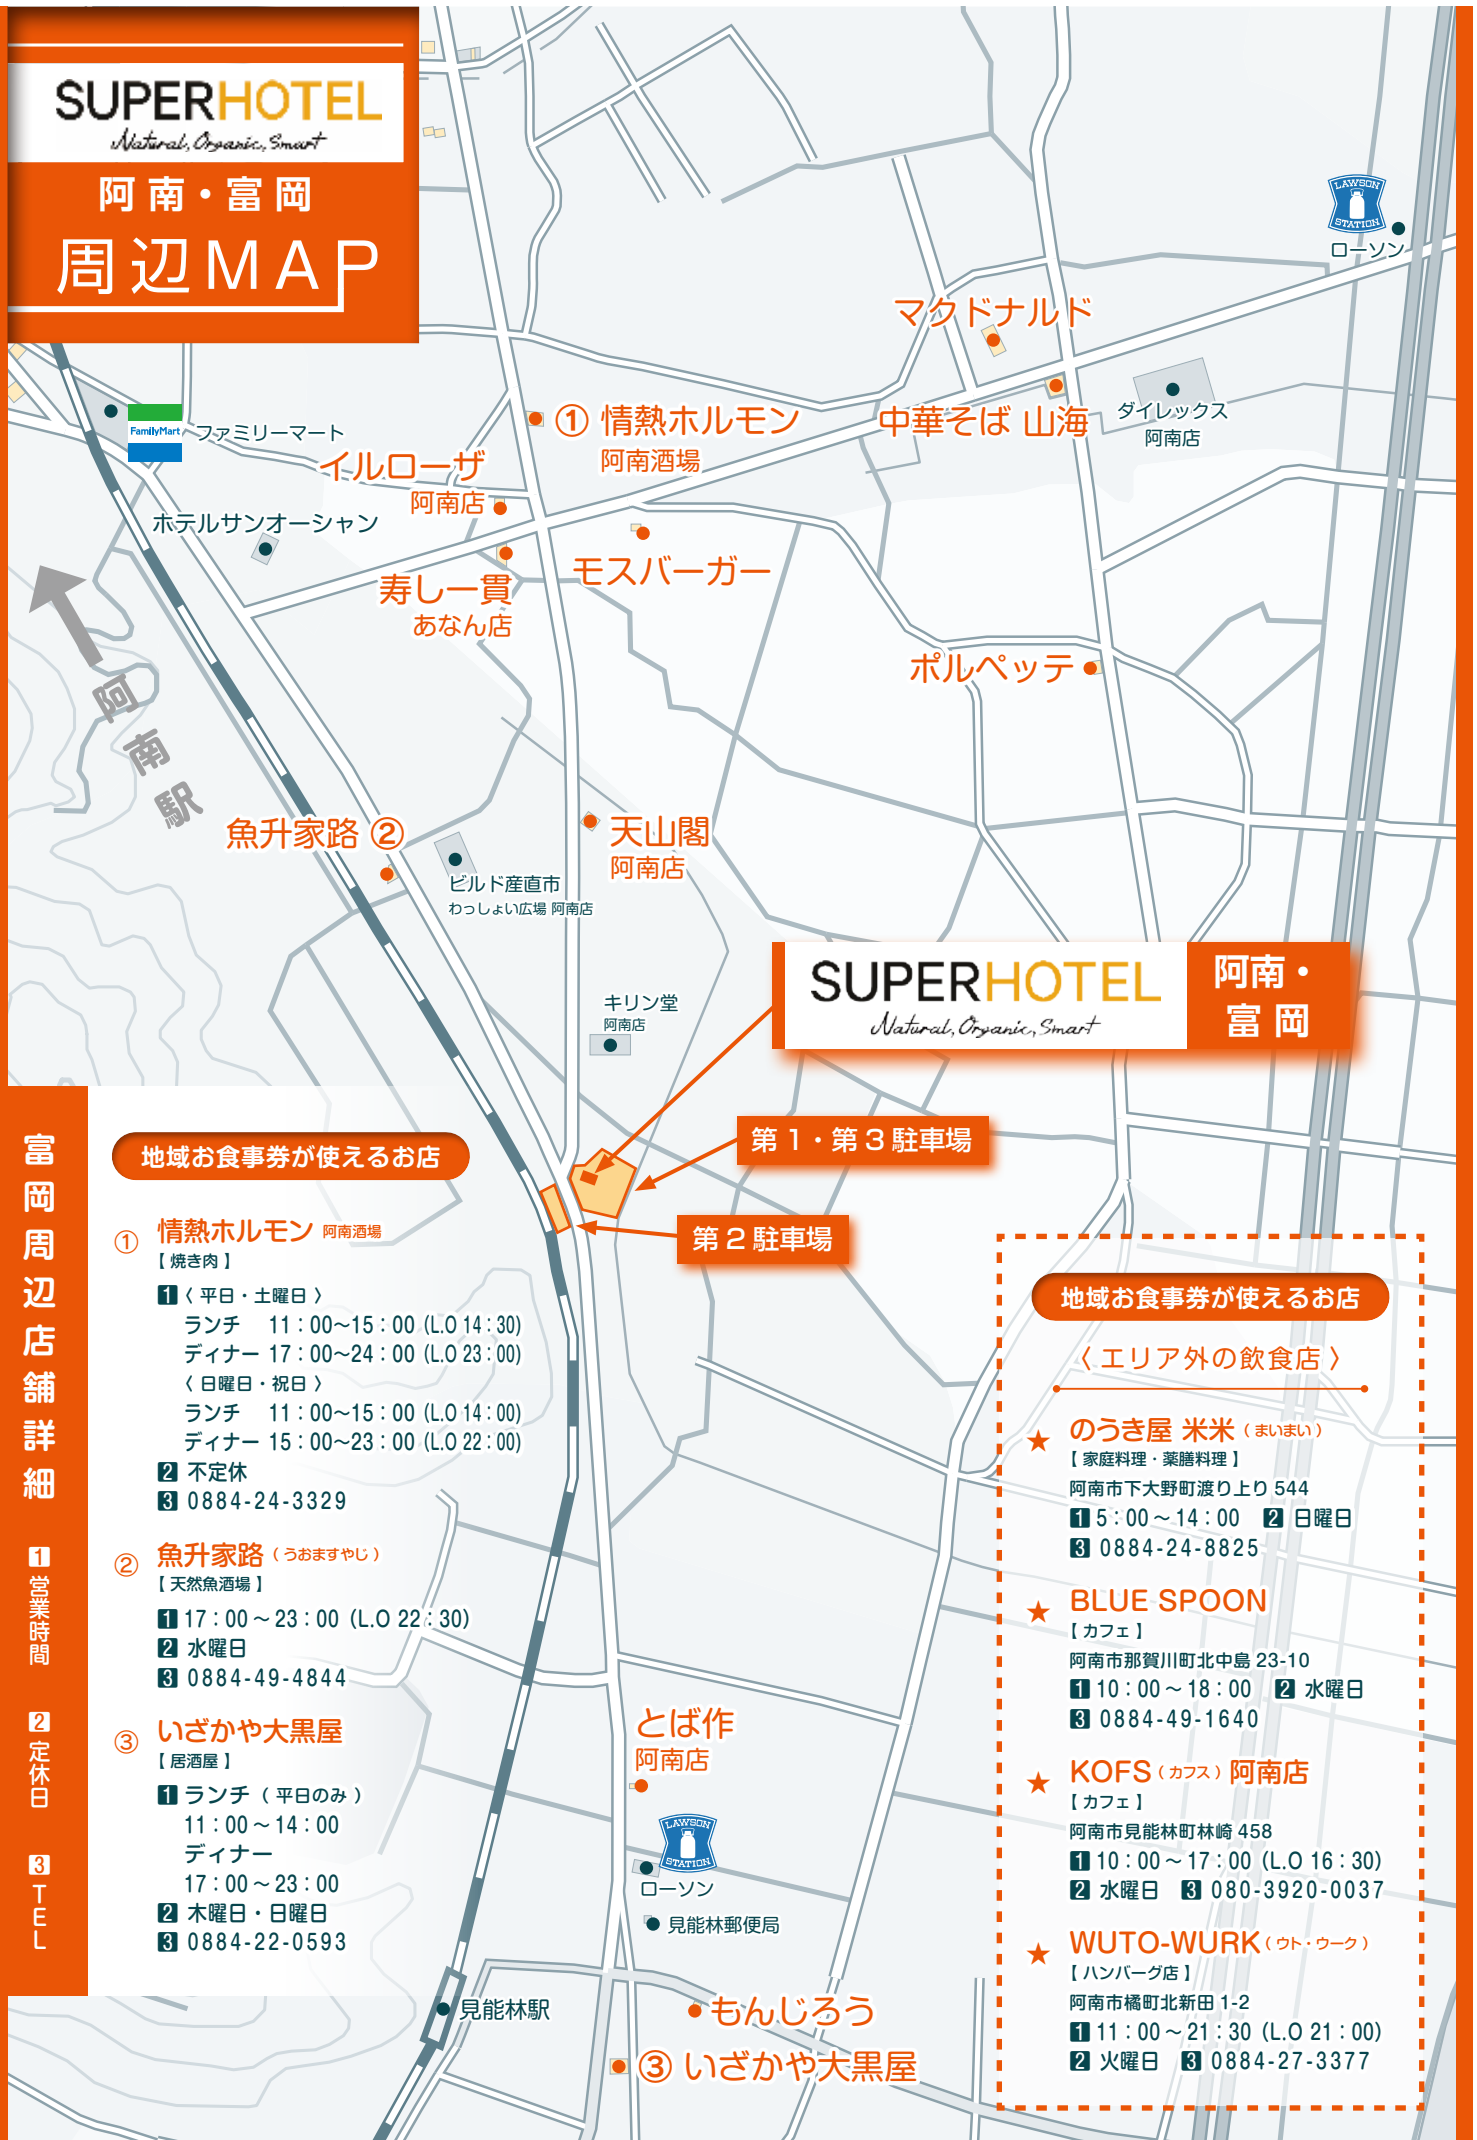 SUPERHOTEL
Natural, Organic, Smart
阿南・富岡
周辺MAP
LAWSON
STATION
ローソン
マクドナルド
中華そば 山海
ダイレックス
阿南店
FamilyMart
ファミリーマート
① 情熱ホルモン
阿南酒場
イルローザ
阿南店
ホテルサンオーシャン
寿し一貫
あなん店
モスバーガー
ポルペッテ
阿南駅
魚升家路 ②
天山閣
阿南店
ビルド産直市
わっしょい広場 阿南店
SUPERHOTEL
Natural, Organic, Smart
阿南・
富岡
キリン堂
阿南店
第1・第3駐車場
第2駐車場
富岡周辺店舗詳細
1 営業時間
2 定休日
3 TEL
地域お食事券が使えるお店
① 情熱ホルモン 阿南酒場
【 焼き肉 】
1 〈 平日・土曜日 〉
ランチ 11：00〜15：00 (L.O 14：30)
ディナー 17：00〜24：00 (L.O 23：00)
〈 日曜日・祝日 〉
ランチ 11：00〜15：00 (L.O 14：00)
ディナー 15：00〜23：00 (L.O 22：00)
2 不定休
3 0884-24-3329
② 魚升家路（うおますやじ）
【 天然魚酒場 】
1 17：00〜23：00 (L.O 22：30)
2 水曜日
3 0884-49-4844
③ いざかや大黒屋
【 居酒屋 】
1 ランチ（平日のみ）
11：00〜14：00
ディナー
17：00〜23：00
2 木曜日・日曜日
3 0884-22-0593
地域お食事券が使えるお店
〈 エリア外の飲食店 〉
★ のうき屋 米米（まいまい）
【 家庭料理・薬膳料理 】
阿南市下大野町渡り上り 544
1 5：00〜14：00 2 日曜日
3 0884-24-8825
★ BLUE SPOON
【 カフェ 】
阿南市那賀川町北中島 23-10
1 10：00〜18：00 2 水曜日
3 0884-49-1640
★ KOFS（カフス）阿南店
【 カフェ 】
阿南市見能林町林崎 458
1 10：00〜17：00 (L.O 16：30)
2 水曜日 3 080-3920-0037
★ WUTO-WURK（ウト・ウーク）
【 ハンバーグ店 】
阿南市橘町北新田 1-2
1 11：00〜21：30 (L.O 21：00)
2 火曜日 3 0884-27-3377
とば作
阿南店
LAWSON
STATION
ローソン
見能林郵便局
見能林駅
もんじろう
③ いざかや大黒屋